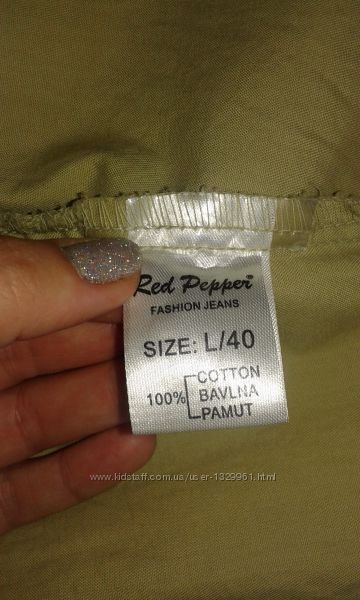 Red Pepper®
FASHION JEANS
SIZE: L/40
100% COTTON
BAVLNA
PAMUT
www.kidstaff.com.ua/user-1329961.html